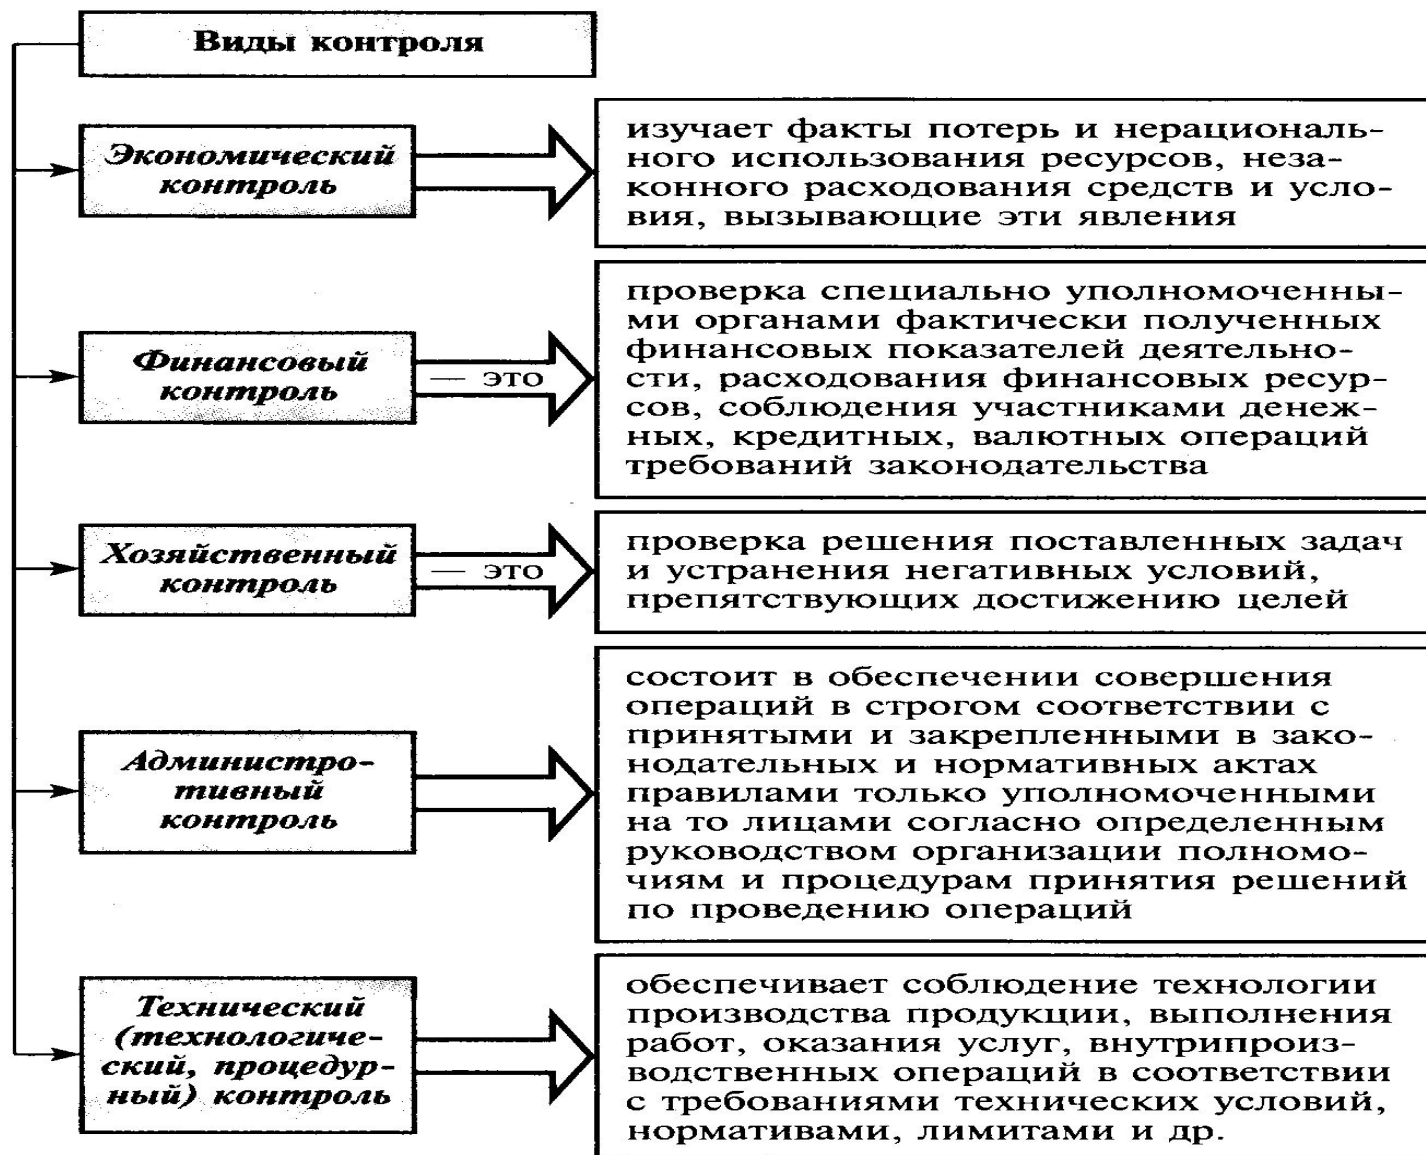 Виды контроля
Экономический
контроль
изучает факты потерь и нерациональ-
ного использования ресурсов, неза-
конного расходования средств и усло-
вия, вызывающие эти явления
Финансовый
контроль
— это
проверка специально уполномоченны-
ми органами фактически полученных
финансовых показателей деятельно-
сти, расходования финансовых ресур-
сов, соблюдения участниками денеж-
ных, кредитных, валютных операций
требований законодательства
Хозяйственный
контроль
— это
проверка решения поставленных задач
и устранения негативных условий,
препятствующих достижению целей
Администро-
тивный
контроль
состоит в обеспечении совершения
операций в строгом соответствии с
принятыми и закрепленными в зако-
нодательных и нормативных актах
правилами только уполномоченными
на то лицами согласно определенным
руководством организации полномо-
чиям и процедурам принятия решений
по проведению операций
Технический
(технологиче-
ский, процедур-
ный) контроль
обеспечивает соблюдение технологии
производства продукции, выполнения
работ, оказания услуг, внутрипроиз-
водственных операций в соответствии
с требованиями технических условий,
нормативами, лимитами и др.